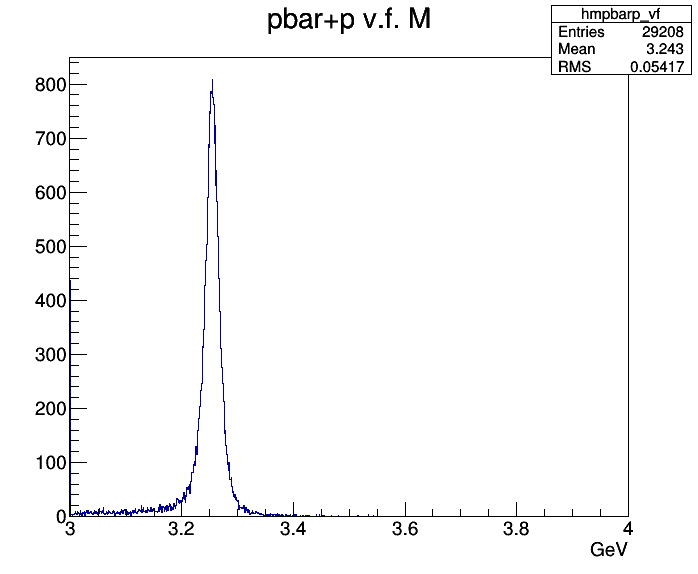 pbar+p v.f. M
hmpbarp_vf
Entries 29208
Mean 3.243
RMS 0.05417
800
700
600
500
400
300
200
100
0
3 3.2 3.4 3.6 3.8 4
GeV